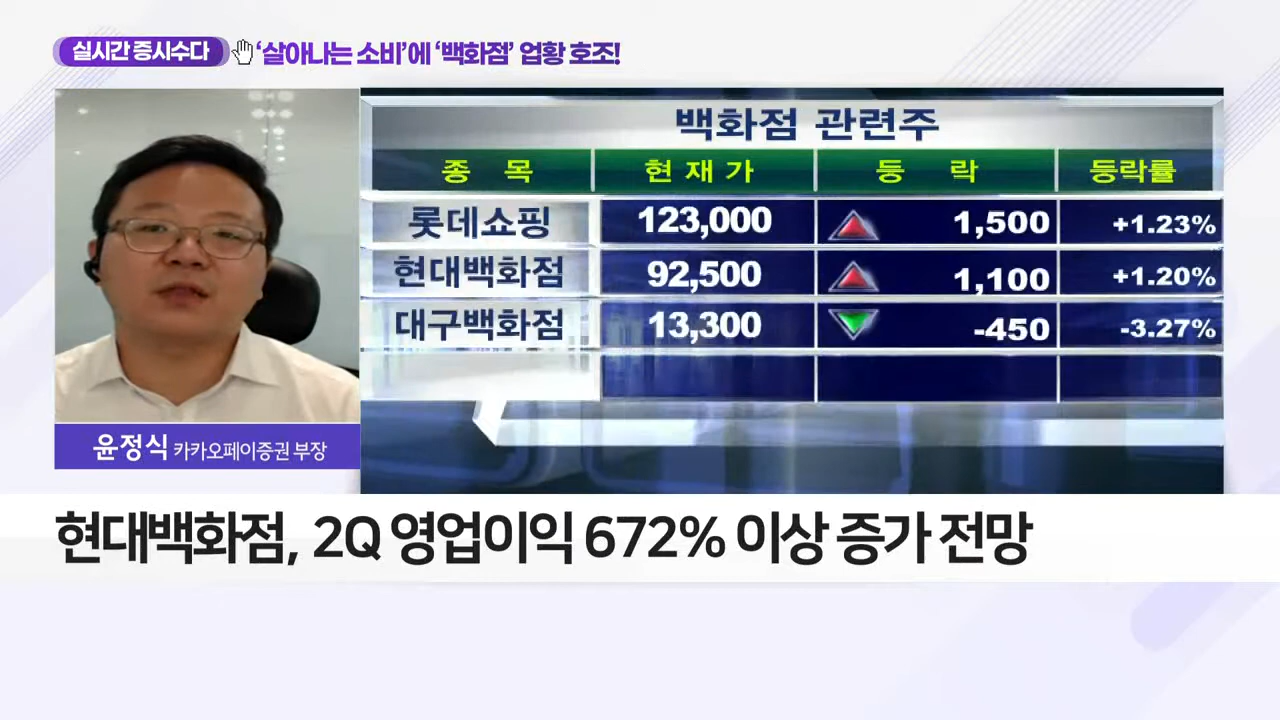 실시간 증시수다 '살아나는 소비'에 '백화점' 업황 호조!
백화점 관련주
종 목 현 재 가 등 락 등락률
롯데쇼핑 123,000 1,500 +1.23%
현대백화점 92,500 1,100 +1.20%
대구백화점 13,300 -450 -3.27%
윤정식 카카오페이증권 부장
현대백화점, 2Q 영업이익 672% 이상 증가 전망